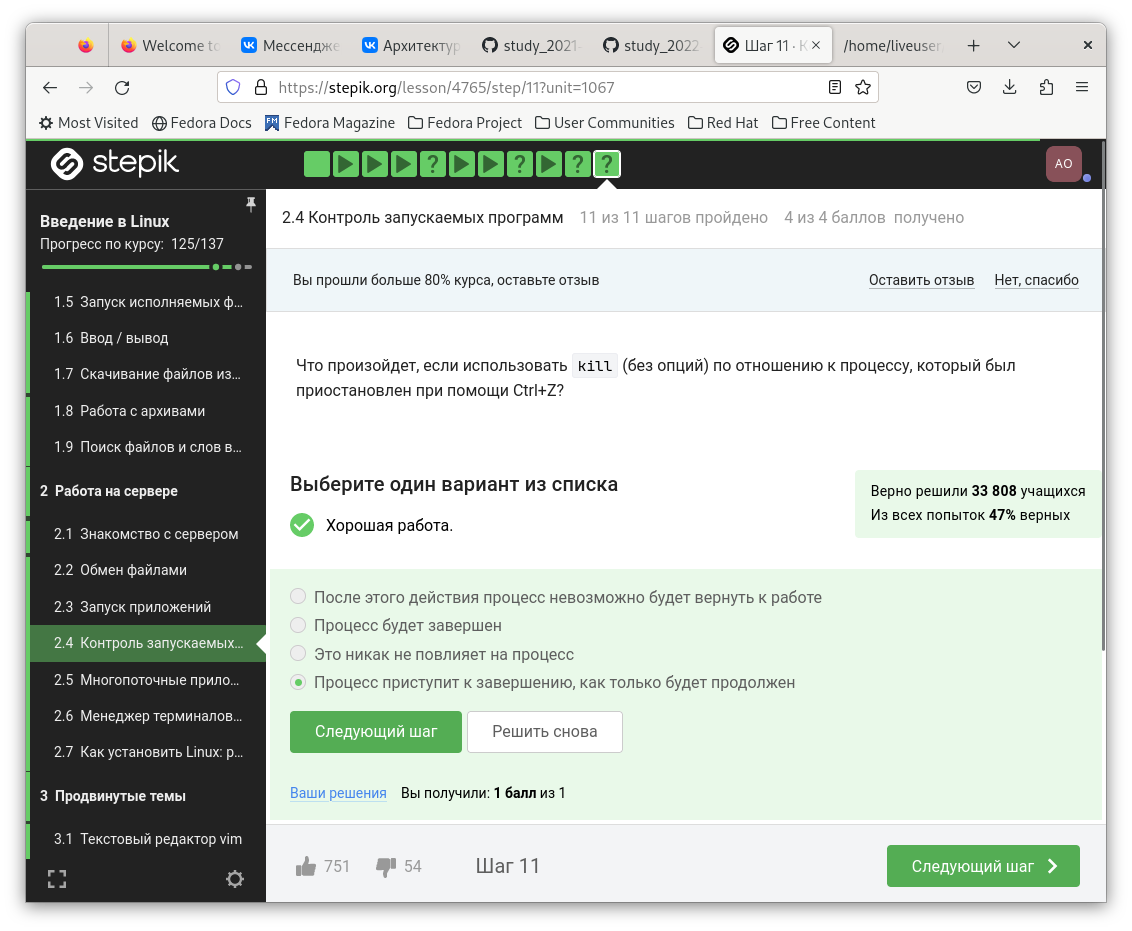 Welcome to
Мессендже
Архитектур
study_2021-
study_2022
Шаг 11 · К
/home/liveuser
https://stepik.org/lesson/4765/step/11?unit=1067
Most Visited
Fedora Docs
Fedora Magazine
Fedora Project
User Communities
Red Hat
Free Content
stepik
AO
Введение в Linux
Прогресс по курсу: 125/137
1.5 Запуск исполняемых ф...
1.6 Ввод / вывод
1.7 Скачивание файлов из...
1.8 Работа с архивами
1.9 Поиск файлов и слов в...
2 Работа на сервере
2.1 Знакомство с сервером
2.2 Обмен файлами
2.3 Запуск приложений
2.4 Контроль запускаемых...
2.5 Многопоточные прило...
2.6 Менеджер терминалов...
2.7 Как установить Linux: р...
3 Продвинутые темы
3.1 Текстовый редактор vim
2.4 Контроль запускаемых программ 11 из 11 шагов пройдено 4 из 4 баллов получено
Вы прошли больше 80% курса, оставьте отзыв
Оставить отзыв
Нет, спасибо
Что произойдет, если использовать kill (без опций) по отношению к процессу, который был
приостановлен при помощи Ctrl+Z?
Выберите один вариант из списка
Хорошая работа.
Верно решили 33 808 учащихся
Из всех попыток 47% верных
После этого действия процесс невозможно будет вернуть к работе
Процесс будет завершен
Это никак не повлияет на процесс
Процесс приступит к завершению, как только будет продолжен
Следующий шаг
Решить снова
Ваши решения Вы получили: 1 балл из 1
751
54
Шаг 11
Следующий шаг